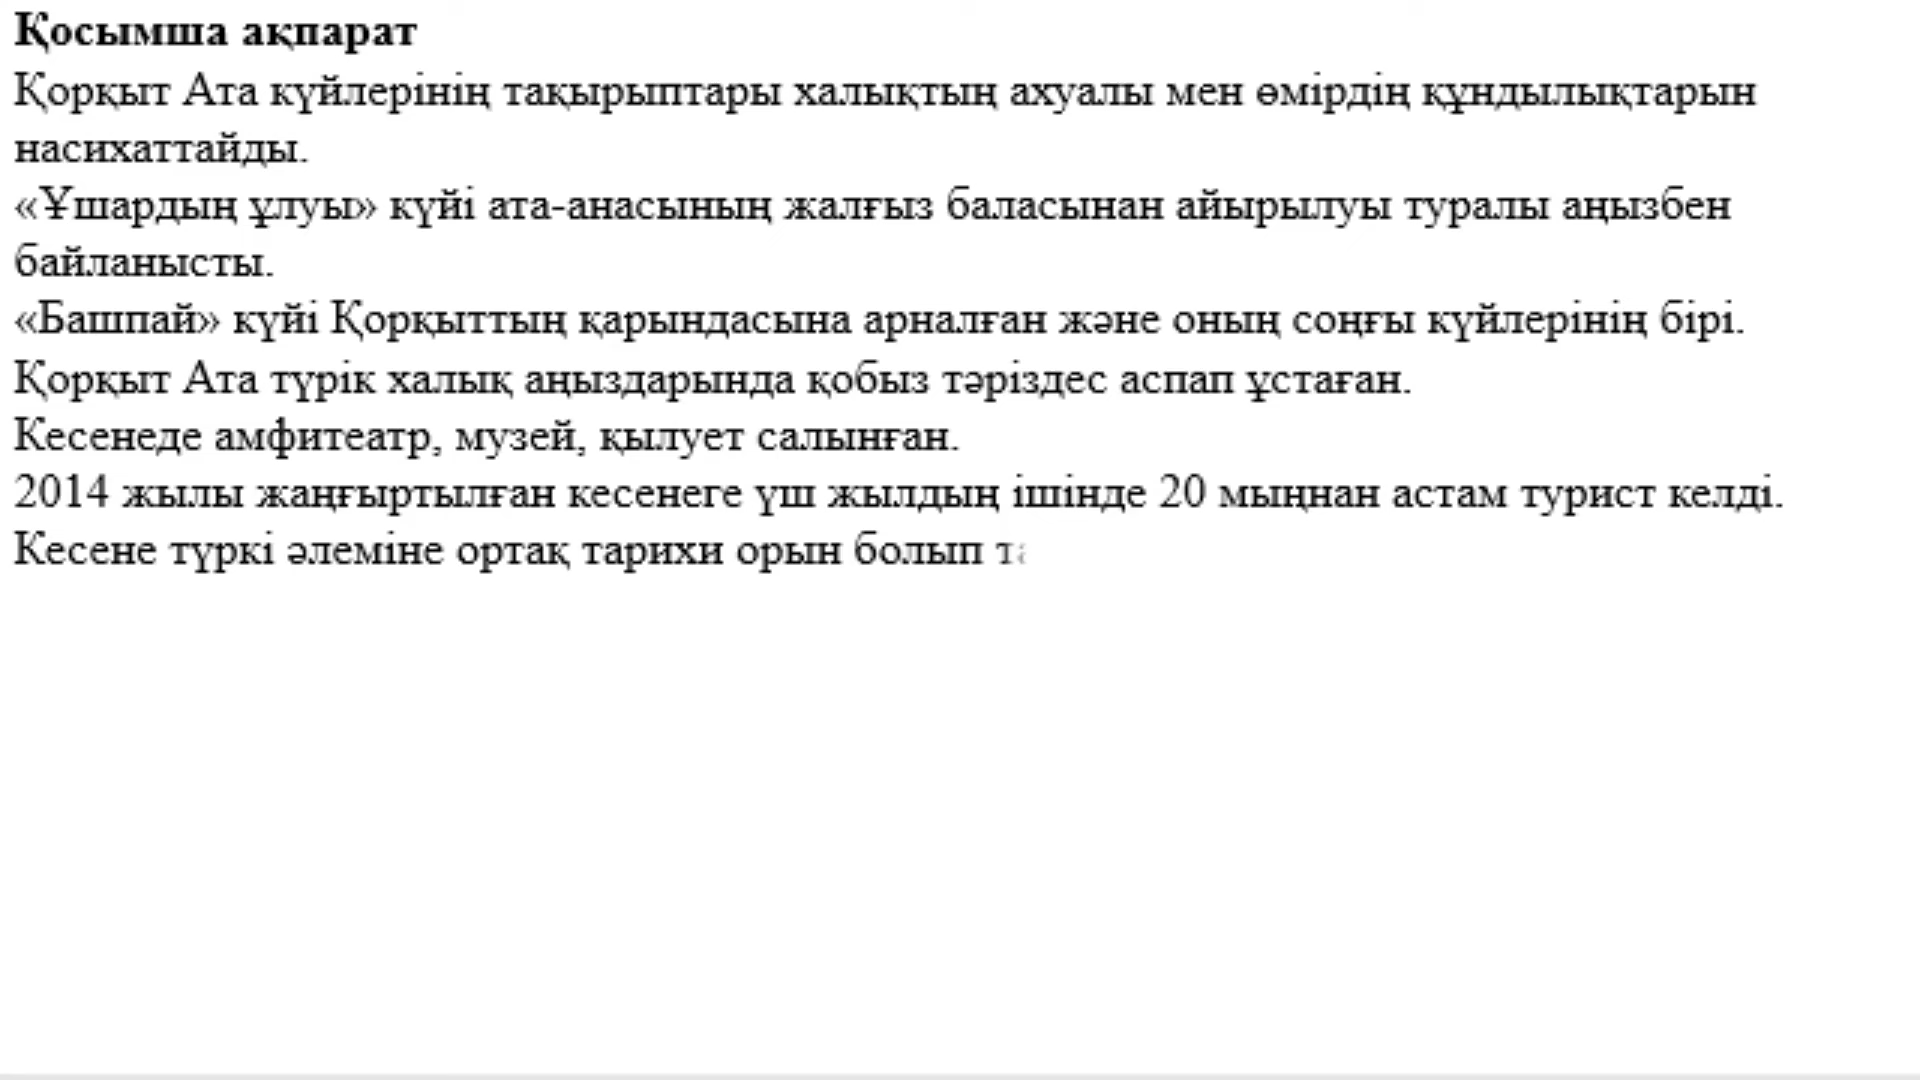 Қосымша ақпарат
Қорқыт Ата күйлерінің тақырыптары халықтың ахуалы мен өмірдің құндылықтарын
насихаттайды.
«Ұшардың ұлуы» күйі ата-анасының жалғыз баласынан айырылуы туралы аңызбен
байланысты.
«Башпай» күйі Қорқыттың қарындасына арналған және оның соңғы күйлерінің бірі.
Қорқыт Ата түрік халық аңыздарында қобыз тәріздес аспап ұстаған.
Кесенеде амфитеатр, музей, қылует салынған.
2014 жылы жаңғыртылған кесенеге үш жылдың ішінде 20 мыңнан астам турист келді.
Кесене түркі әлеміне ортақ тарихи орын болып